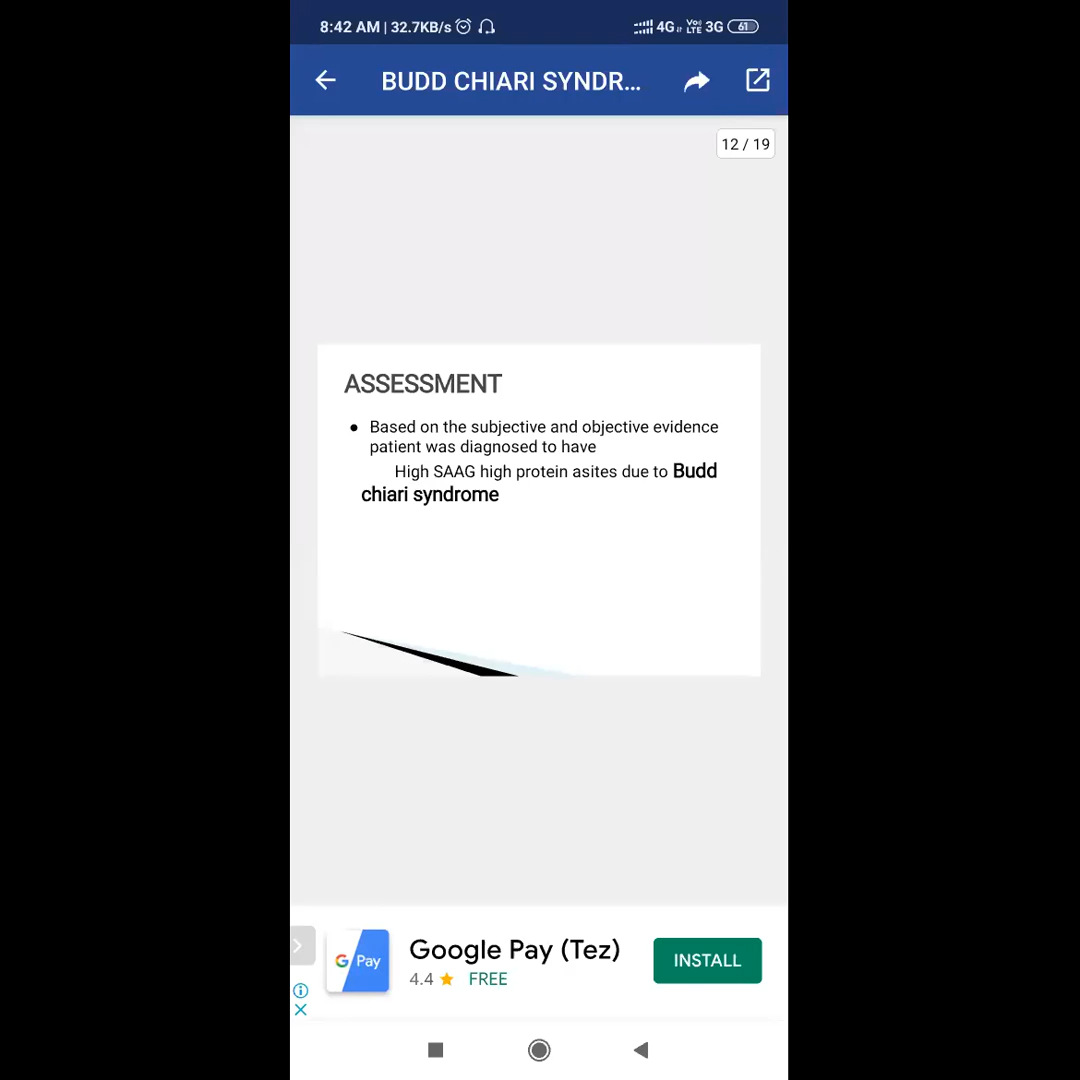 8:42 AM | 32.7KB/s 4G VoLTE 3G 61
BUDD CHIARI SYNDR...
12 / 19
ASSESSMENT
● Based on the subjective and objective evidence
patient was diagnosed to have
High SAAG high protein asites due to Budd
chiari syndrome
G Pay
Google Pay (Tez)
4.4 ★ FREE
INSTALL